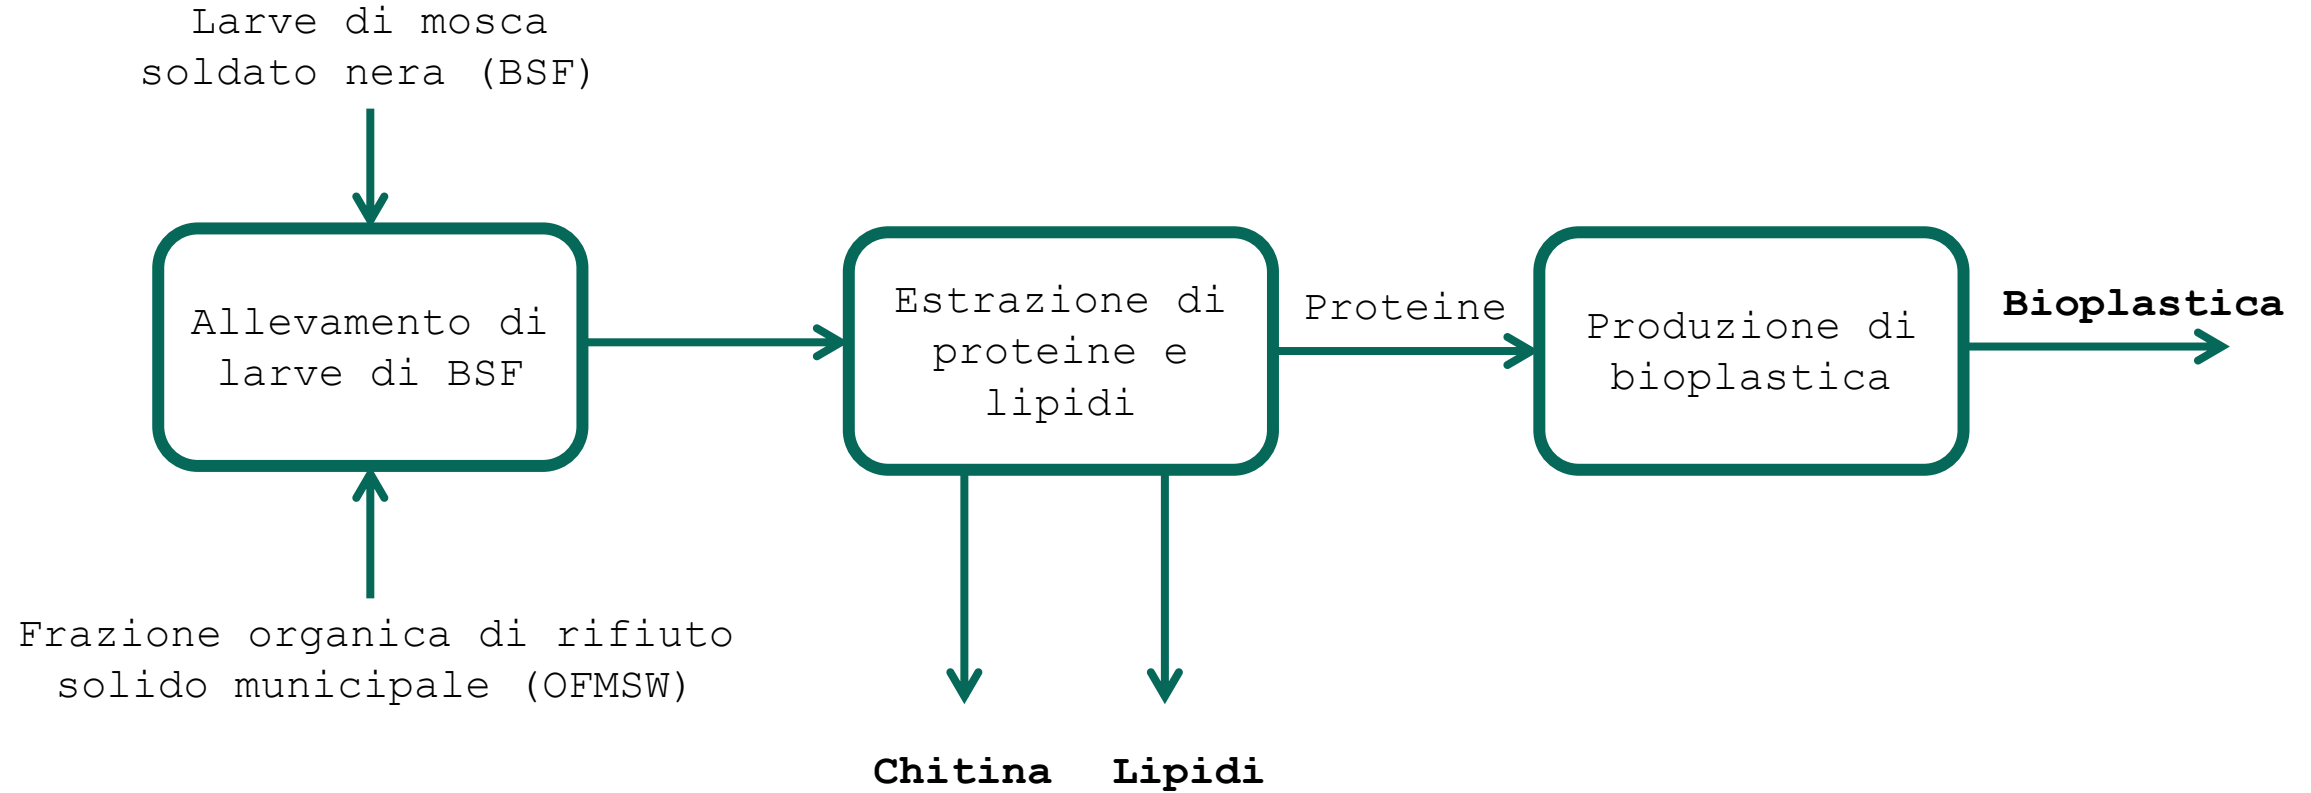 Larve di mosca
soldato nera (BSF)
Allevamento di
larve di BSF
Frazione organica di rifiuto
solido municipale (OFMSW)
Estrazione di
proteine e
lipidi
Chitina
Lipidi
Proteine
Produzione di
bioplastica
Bioplastica